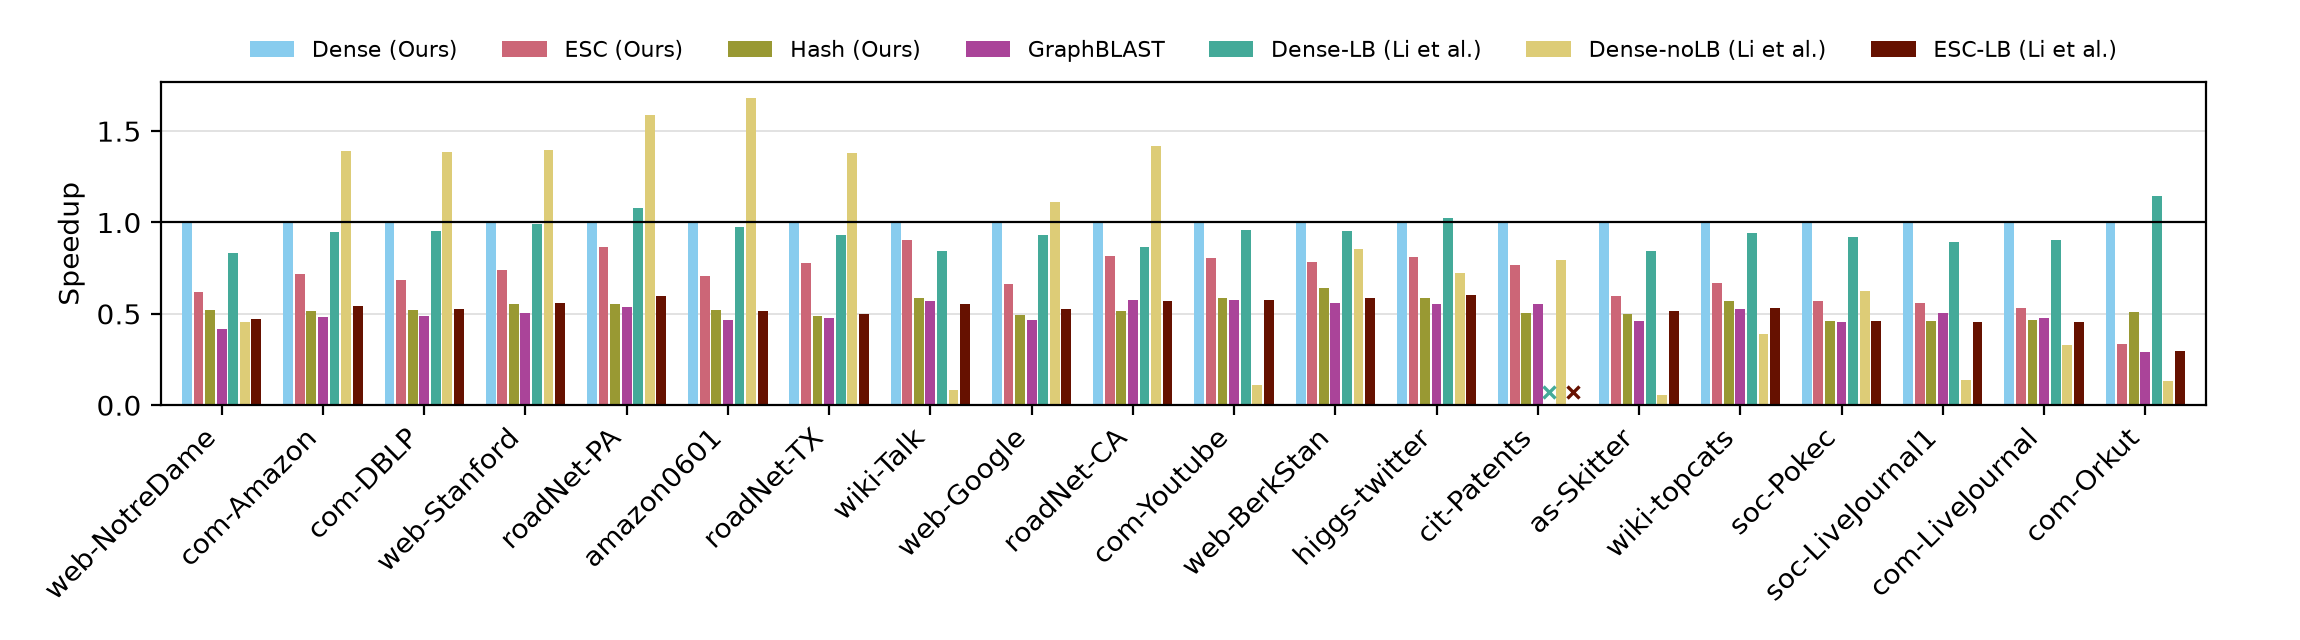 Dense (Ours) ESC (Ours) Hash (Ours) GraphBLAST Dense-LB (Li et al.) Dense-noLB (Li et al.) ESC-LB (Li et al.)
Speedup
1.5
1.0
0.5
0.0
web-NotreDame
com-Amazon
com-DBLP
web-Stanford
roadNet-PA
amazon0601
roadNet-TX
wiki-Talk
web-Google
roadNet-CA
com-Youtube
web-BerkStan
higgs-twitter
cit-Patents
as-Skitter
wiki-topcats
soc-Pokec
soc-LiveJournal1
com-LiveJournal
com-Orkut